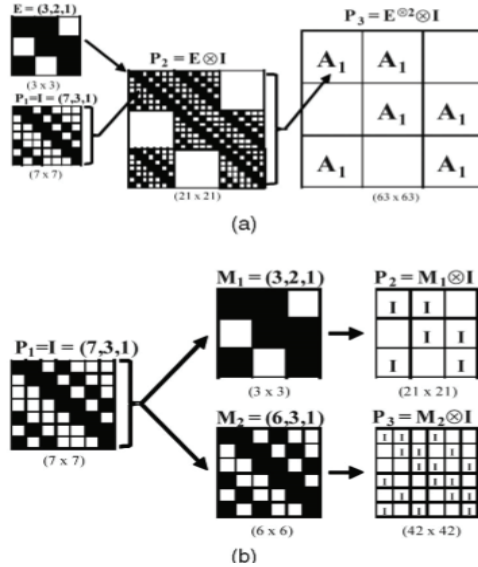 E = (3,2,1)
(3 x 3)
P₁=I = (7,3,1)
(7 x 7)
P₂ = E⊗I
(21 x 21)
P₃ = E^⊗2⊗I
A₁ A₁
A₁ A₁
A₁ A₁
(63 x 63)
(a)
P₁=I = (7,3,1)
(7 x 7)
M₁ = (3,2,1)
(3 x 3)
P₂ = M₁⊗I
I I
I I
I I
(21 x 21)
M₂ = (6,3,1)
(6 x 6)
P₃ = M₂⊗I
I I I
I I I
I I I
I I I
I I I
I I I
(42 x 42)
(b)